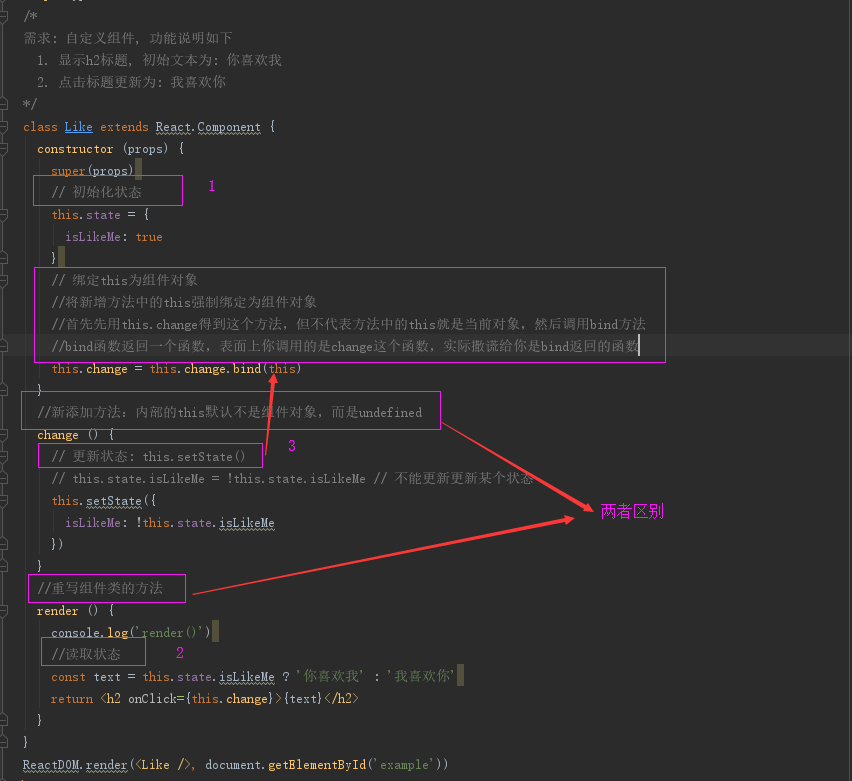 /*
需求: 自定义组件, 功能说明如下
1. 显示h2标题, 初始文本为: 你喜欢我
2. 点击标题更新为: 我喜欢你
*/
class Like extends React.Component {
constructor (props) {
super(props)
// 初始化状态
1
this.state = {
isLikeMe: true
}
// 绑定this为组件对象
//将新增方法中的this强制绑定为组件对象
//首先先用this.change得到这个方法，但不代表方法中的this就是当前对象，然后调用bind方法
//bind函数返回一个函数，表面上你调用的是change这个函数，实际撒谎给你是bind返回的函数
this.change = this.change.bind(this)
}
//新添加方法：内部的this默认不是组件对象，而是undefined
change () {
3
// 更新状态: this.setState()
// this.state.isLikeMe = !this.state.isLikeMe // 不能更新更新某个状态
this.setState({
两者区别
isLikeMe: !this.state.isLikeMe
})
}
//重写组件类的方法
render () {
console.log('render()')
//读取状态
2
const text = this.state.isLikeMe ? '你喜欢我' : '我喜欢你'
return <h2 onClick={this.change}>{text}</h2>
}
}
ReactDOM.render(<Like />, document.getElementById('example'))